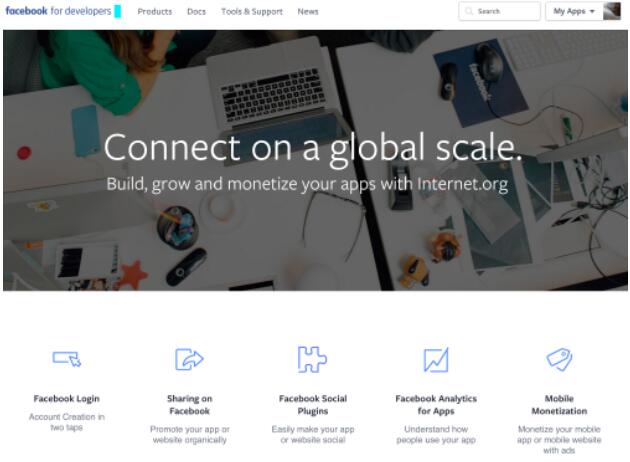 facebook for developers Products Docs Tools & Support News Search My Apps
facebook
Connect on a global scale.
Build, grow and monetize your apps with Internet.org
Facebook Login
Account Creation in
two taps
Sharing on
Facebook
Promote your app or
website organically
Facebook Social
Plugins
Easily make your app
or website social
Facebook Analytics
for Apps
Understand how
people use your app
Mobile
Monetization
Monetize your mobile
app or mobile website
with ads